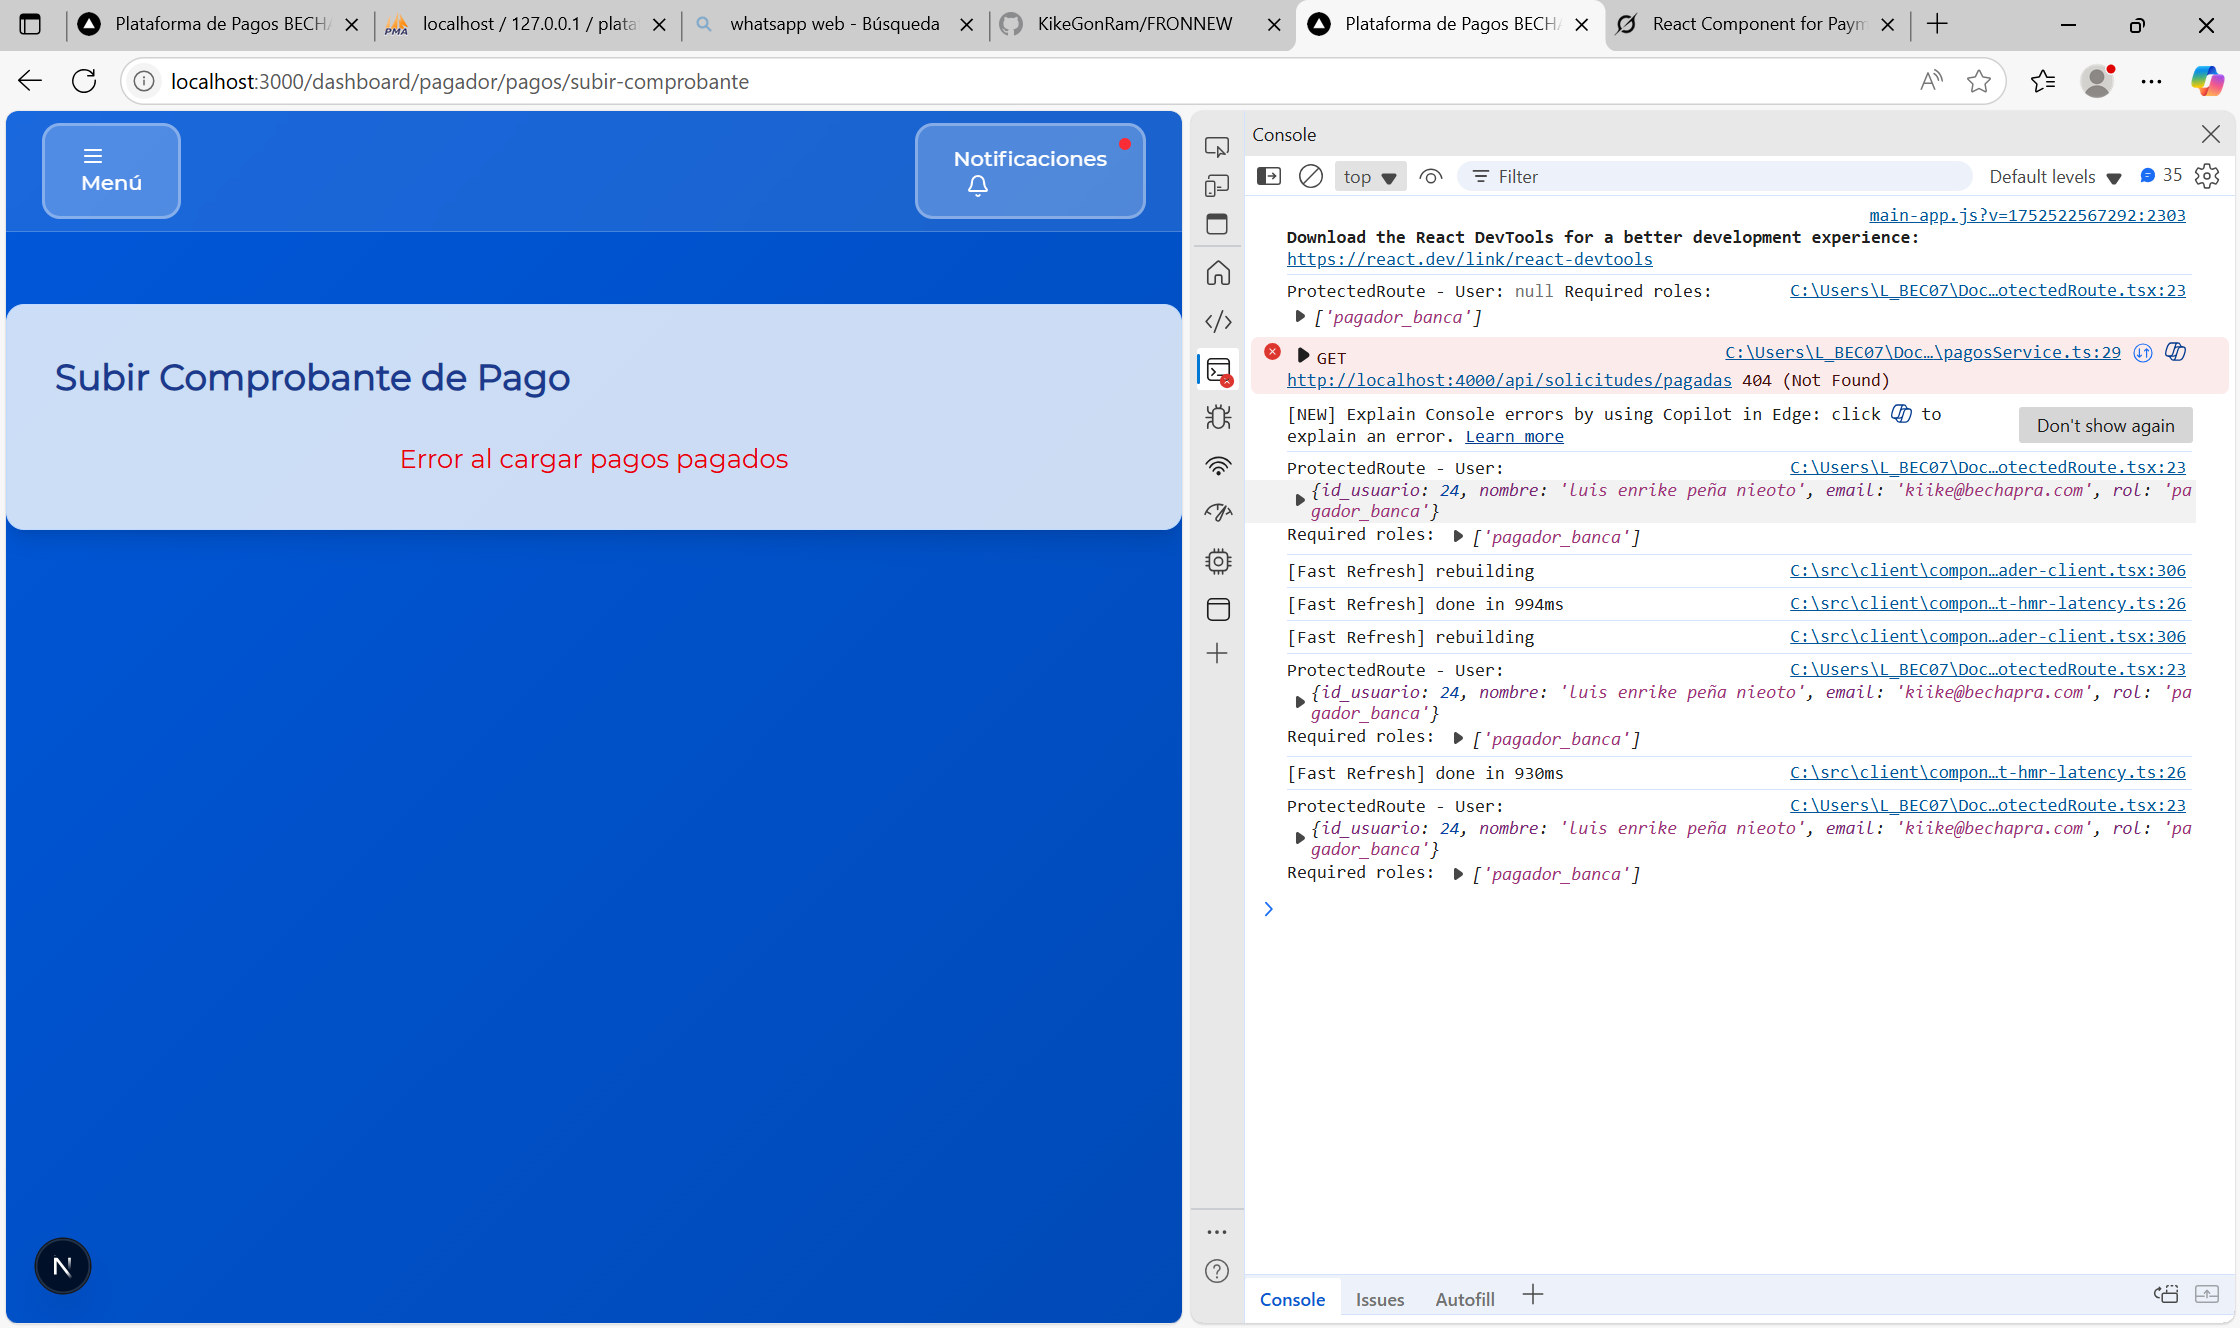 Plataforma de Pagos BECH
localhost / 127.0.0.1 / plata
whatsapp web - Búsqueda
KikeGonRam/FRONNEW
Plataforma de Pagos BECH
React Component for Paym
localhost:3000/dashboard/pagador/pagos/subir-comprobante
Menú
Notificaciones
Subir Comprobante de Pago
Error al cargar pagos pagados
N
Console
top
Filter
Default levels
35
main-app.js?v=1752522567292:2303
Download the React DevTools for a better development experience:
https://react.dev/link/react-devtools
ProtectedRoute - User: null Required roles: C:\Users\L_BEC07\Doc…otectedRoute.tsx:23
['pagador_banca']
GET C:\Users\L_BEC07\Doc…\pagosService.ts:29
http://localhost:4000/api/solicitudes/pagadas 404 (Not Found)
[NEW] Explain Console errors by using Copilot in Edge: click to
explain an error. Learn more
Don't show again
ProtectedRoute - User: C:\Users\L_BEC07\Doc…otectedRoute.tsx:23
{id_usuario: 24, nombre: 'luis enrike peña nieoto', email: 'kiike@bechapra.com', rol: 'pa
gador_banca'}
Required roles: ['pagador_banca']
[Fast Refresh] rebuilding C:\src\client\compon…ader-client.tsx:306
[Fast Refresh] done in 994ms C:\src\client\compon…t-hmr-latency.ts:26
[Fast Refresh] rebuilding C:\src\client\compon…ader-client.tsx:306
ProtectedRoute - User: C:\Users\L_BEC07\Doc…otectedRoute.tsx:23
{id_usuario: 24, nombre: 'luis enrike peña nieoto', email: 'kiike@bechapra.com', rol: 'pa
gador_banca'}
Required roles: ['pagador_banca']
[Fast Refresh] done in 930ms C:\src\client\compon…t-hmr-latency.ts:26
ProtectedRoute - User: C:\Users\L_BEC07\Doc…otectedRoute.tsx:23
{id_usuario: 24, nombre: 'luis enrike peña nieoto', email: 'kiike@bechapra.com', rol: 'pa
gador_banca'}
Required roles: ['pagador_banca']
Console
Issues
Autofill